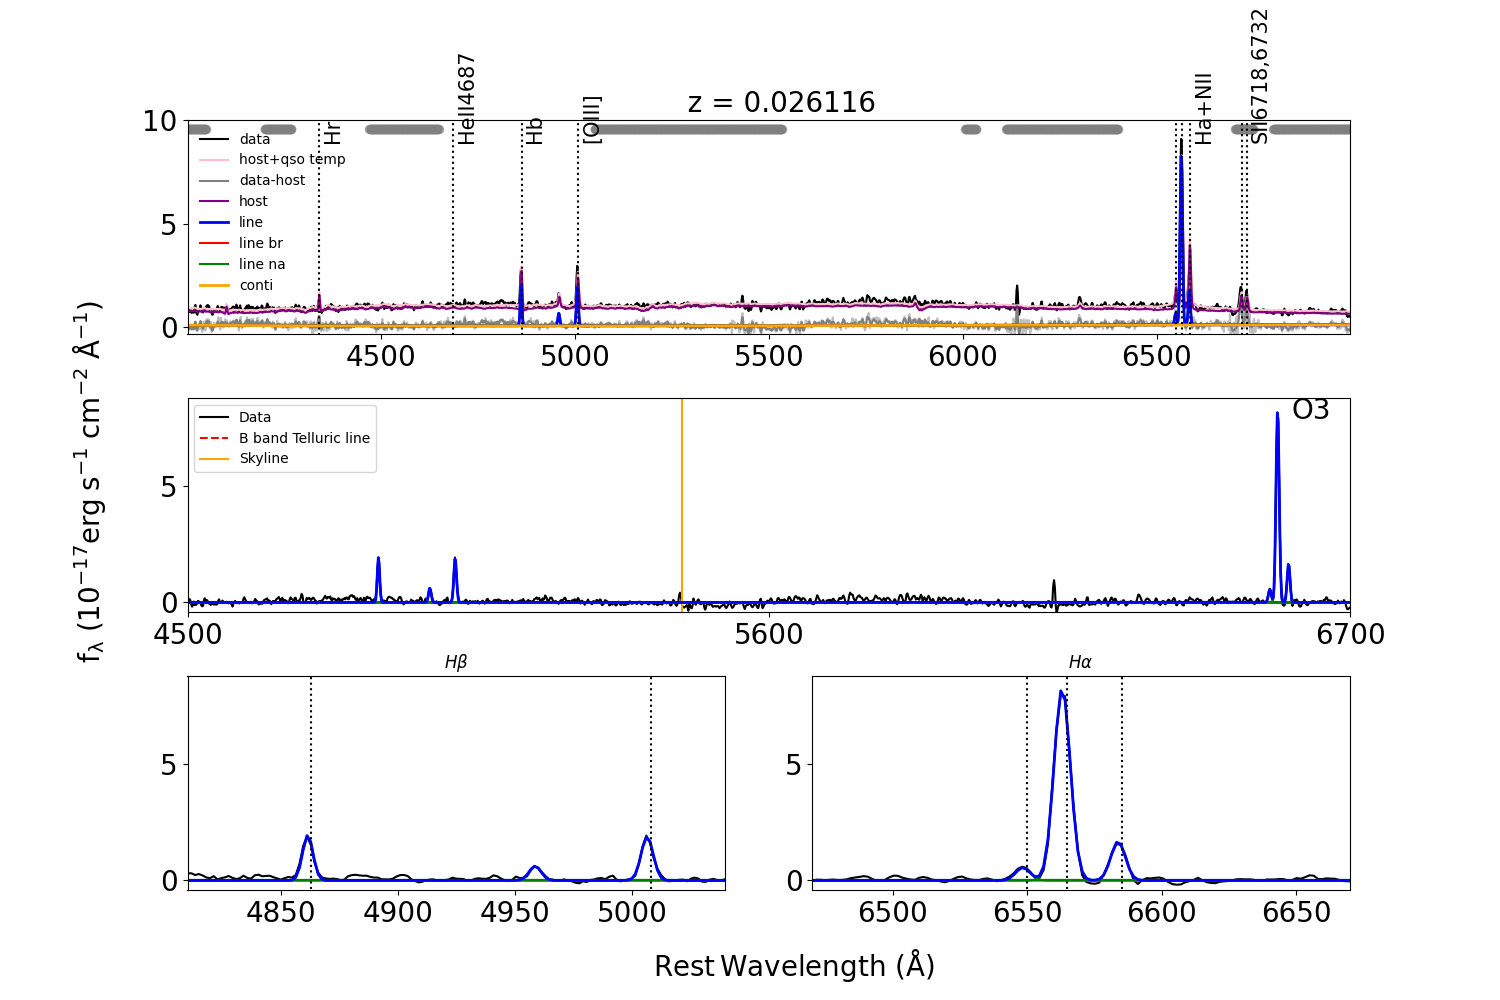 z = 0.026116
Hr
HeII4687
Hb
[OIII]
Ha+NII
SII6718,6732
10
5
0
data
host+qso temp
data-host
host
line
line br
line na
conti
4500 5000 5500 6000 6500
fλ (10⁻¹⁷erg s⁻¹ cm⁻² Å⁻¹)
O3
Data
B band Telluric line
Skyline
5
0
4500 5600 6700
Hβ
5
0
4850 4900 4950 5000
Hα
5
0
6500 6550 6600 6650
Rest Wavelength (Å)